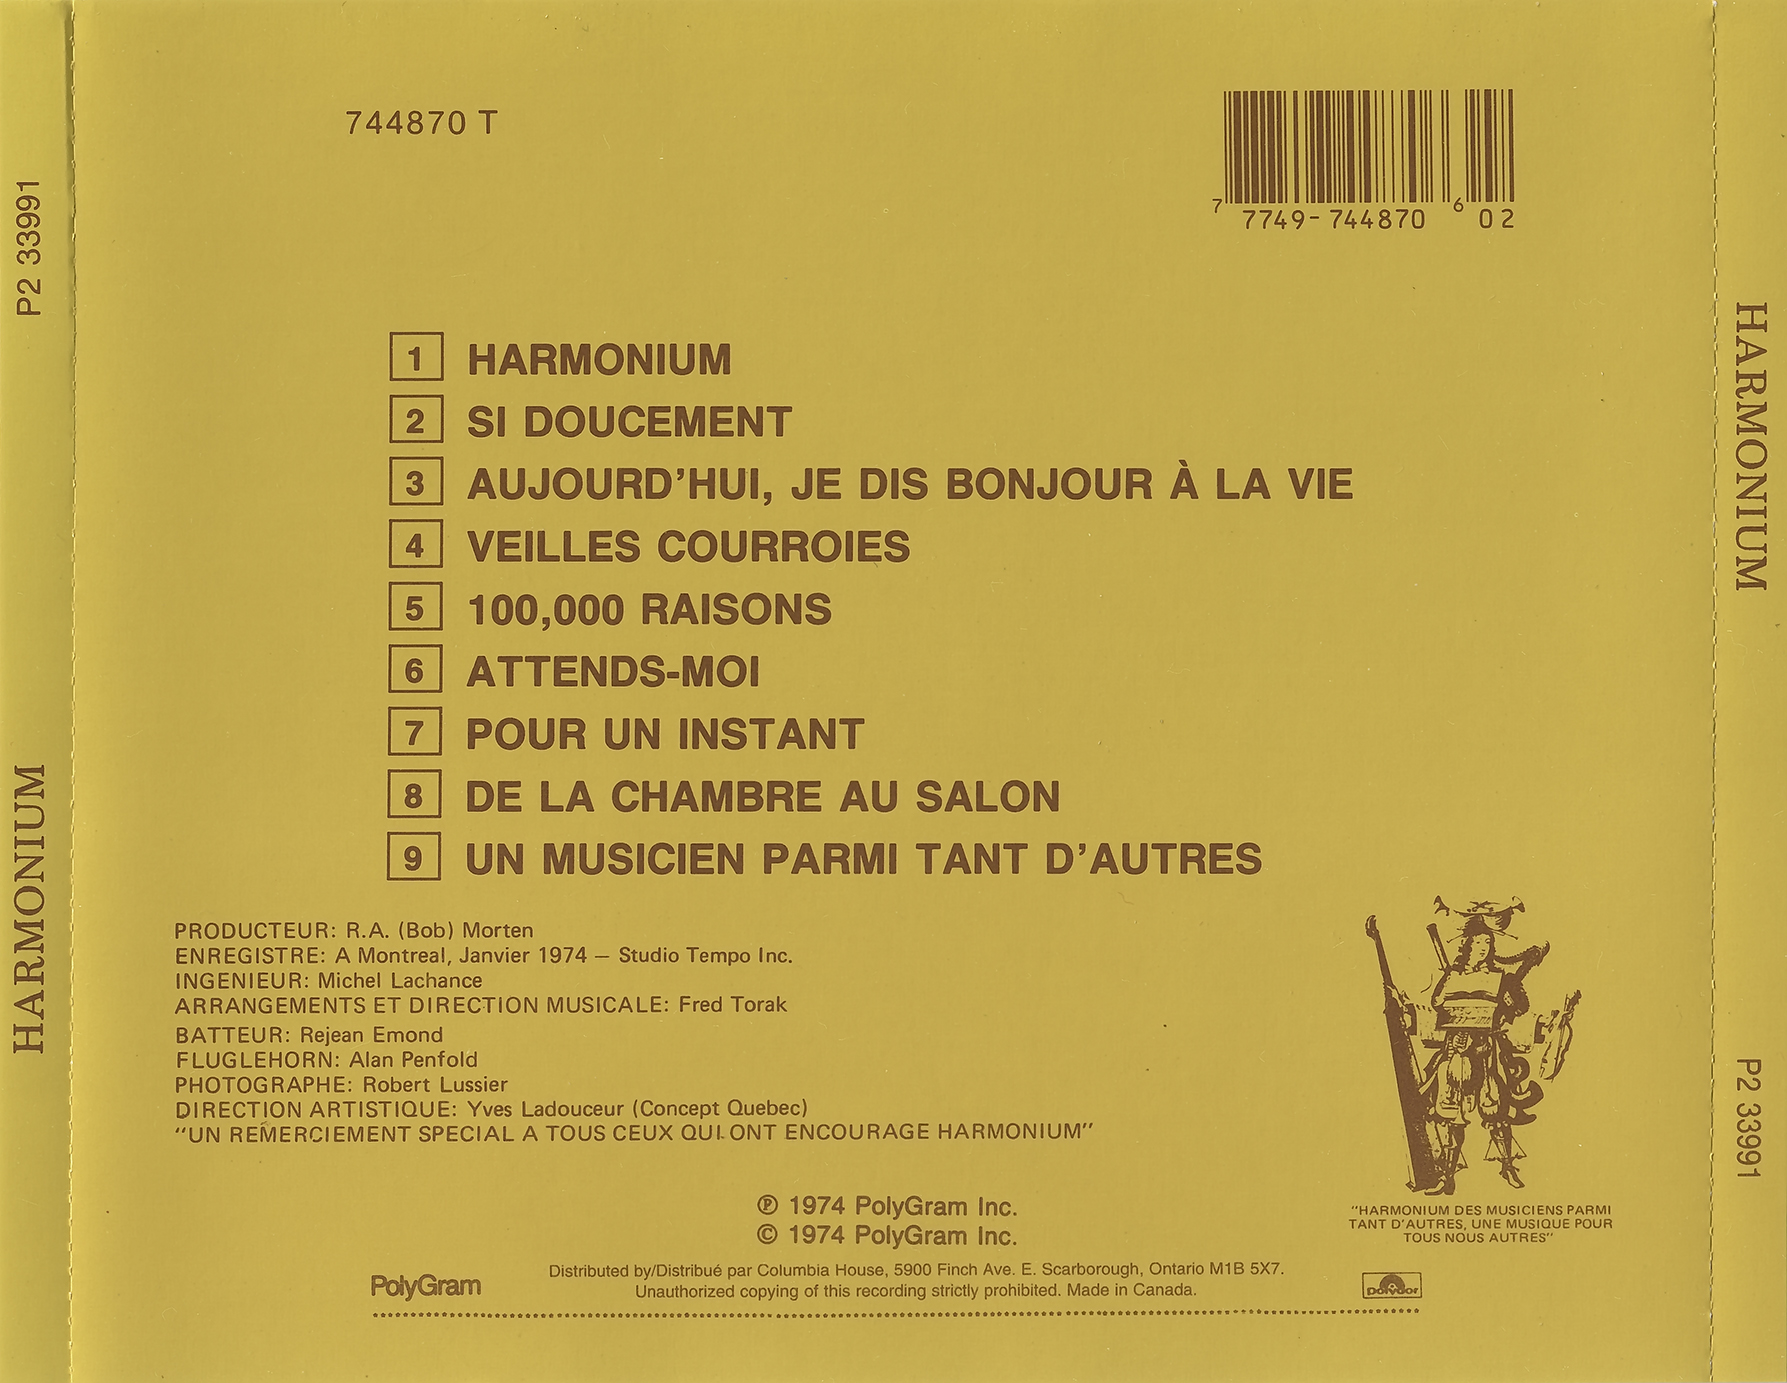 744870 T
7 7749-744870 6 02
P2 33991
HARMONIUM
HARMONIUM
P2 33991
1 HARMONIUM
2 SI DOUCEMENT
3 AUJOURD'HUI, JE DIS BONJOUR À LA VIE
4 VEILLES COURROIES
5 100,000 RAISONS
6 ATTENDS-MOI
7 POUR UN INSTANT
8 DE LA CHAMBRE AU SALON
9 UN MUSICIEN PARMI TANT D'AUTRES
PRODUCTEUR: R.A. (Bob) Morten
ENREGISTRE: A Montreal, Janvier 1974 — Studio Tempo Inc.
INGENIEUR: Michel Lachance
ARRANGEMENTS ET DIRECTION MUSICALE: Fred Torak
BATTEUR: Rejean Emond
FLUGLEHORN: Alan Penfold
PHOTOGRAPHE: Robert Lussier
DIRECTION ARTISTIQUE: Yves Ladouceur (Concept Quebec)
"UN REMERCIEMENT SPECIAL A TOUS CEUX QUI ONT ENCOURAGE HARMONIUM"
"HARMONIUM DES MUSICIENS PARMI
TANT D'AUTRES, UNE MUSIQUE POUR
TOUS NOUS AUTRES"
℗ 1974 PolyGram Inc.
© 1974 PolyGram Inc.
Distributed by/Distribué par Columbia House, 5900 Finch Ave. E. Scarborough, Ontario M1B 5X7.
Unauthorized copying of this recording strictly prohibited. Made in Canada.
PolyGram
polydor